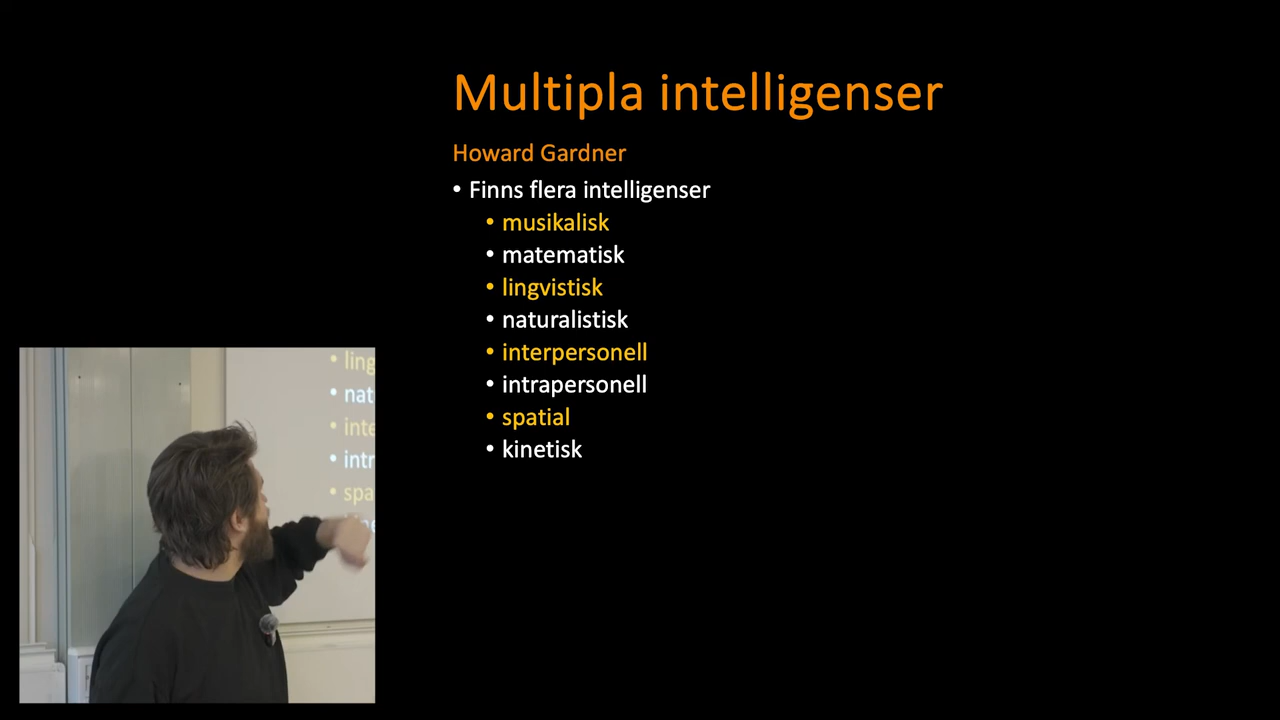 Multipla intelligenser
Howard Gardner
• Finns flera intelligenser
• musikalisk
• matematisk
• lingvistisk
• naturalistisk
• interpersonell
• intrapersonell
• spatial
• kinetisk
• ling
• nat
• inte
• intr
• spa